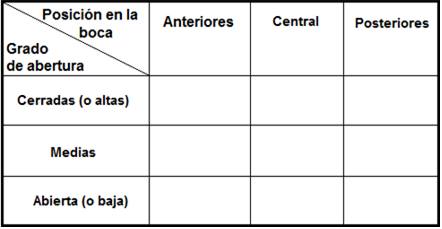 Posición en la
boca
Grado
de abertura
Anteriores
Central
Posteriores
Cerradas (o altas)
Medias
Abierta (o baja)